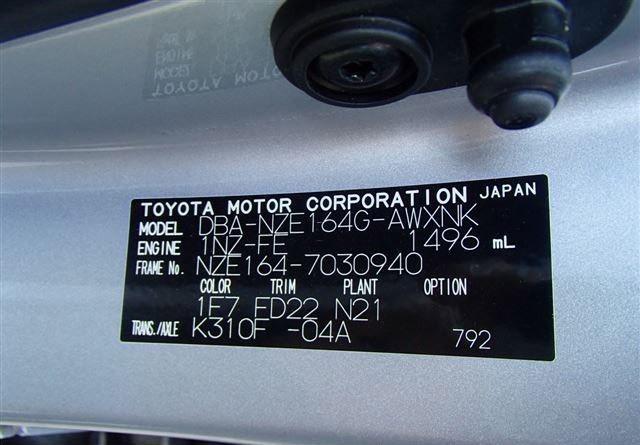 TOYOTA MOTOR CORPORATION JAPAN
MODEL DBA-NZE164G-AWXNK
ENGINE 1NZ-FE 1496 mL
FRAME No. NZE164-7030940
COLOR TRIM PLANT OPTION
1F7 FD22 N21
TRANS./AXLE K310F -04A 792